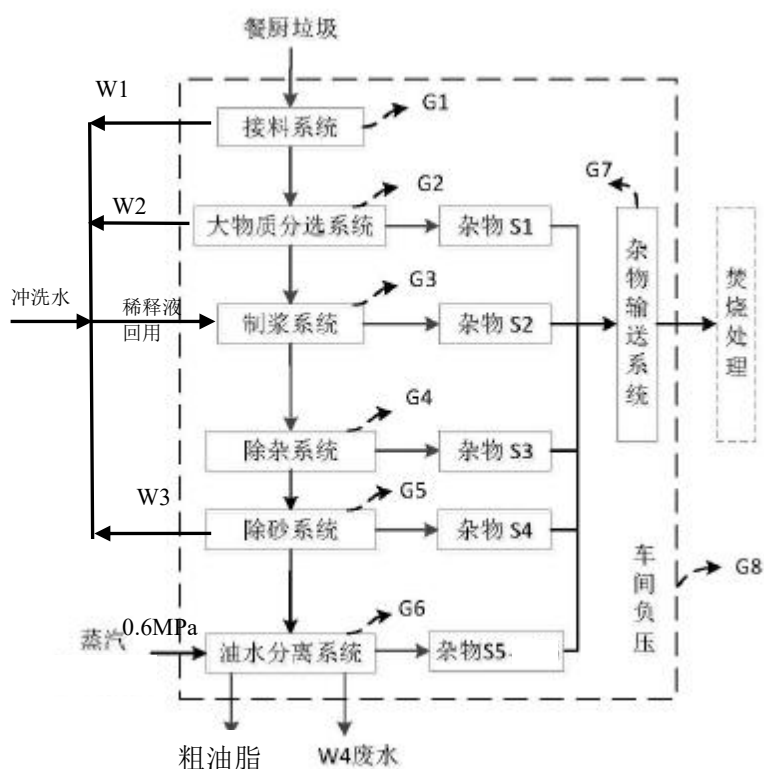 餐厨垃圾
W1
G1
接料系统
W2
G2
G7
大物质分选系统
杂物 S1
冲洗水
稀释液
回用
G3
制浆系统
杂物 S2
杂物输送系统
焚烧处理
G4
除杂系统
杂物 S3
W3
G5
除砂系统
杂物 S4
车间负压
G8
蒸汽
0.6MPa
G6
油水分离系统
杂物S5
粗油脂
W4废水